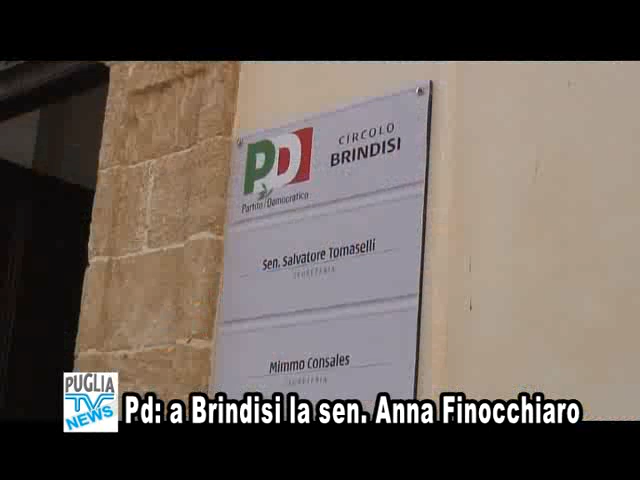 PD
Partito Democratico
CIRCOLO
BRINDISI
Sen. Salvatore Tomaselli
SEGRETERIA
Mimmo Consales
SEGRETERIA
PUGLIA
TV
NEWS
Pd: a Brindisi la sen. Anna Finocchiaro